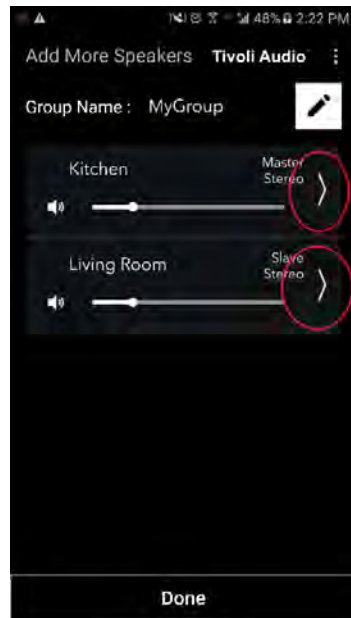 48% 2:22 PM
Add More Speakers Tivoli Audio
Group Name : MyGroup
Kitchen
Master
Stereo
Living Room
Slave
Stereo
Done